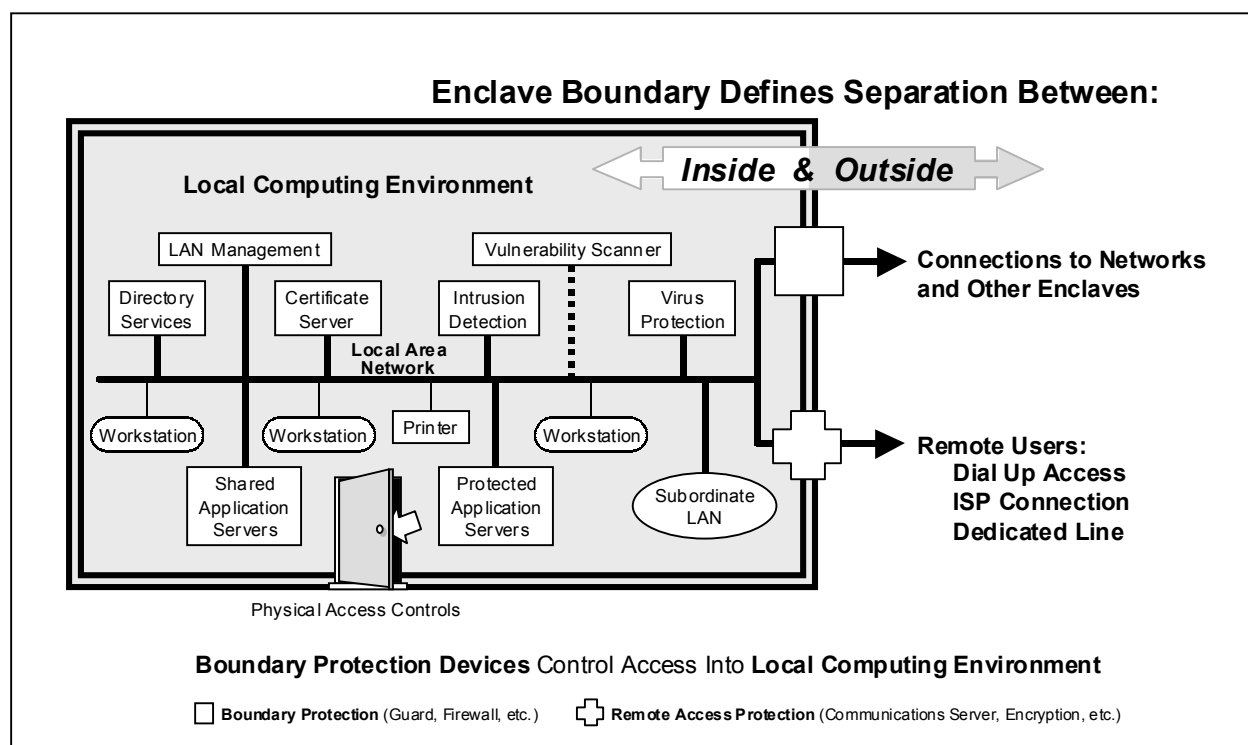 Enclave Boundary Defines Separation Between:
Inside & Outside
Local Computing Environment
LAN Management
Vulnerability Scanner
Directory
Services
Certificate
Server
Intrusion
Detection
Virus
Protection
Connections to Networks
and Other Enclaves
Local Area
Network
Workstation
Workstation
Printer
Workstation
Shared
Application
Servers
Protected
Application
Servers
Subordinate
LAN
Remote Users:
Dial Up Access
ISP Connection
Dedicated Line
Physical Access Controls
Boundary Protection Devices Control Access Into Local Computing Environment
Boundary Protection (Guard, Firewall, etc.)
Remote Access Protection (Communications Server, Encryption, etc.)